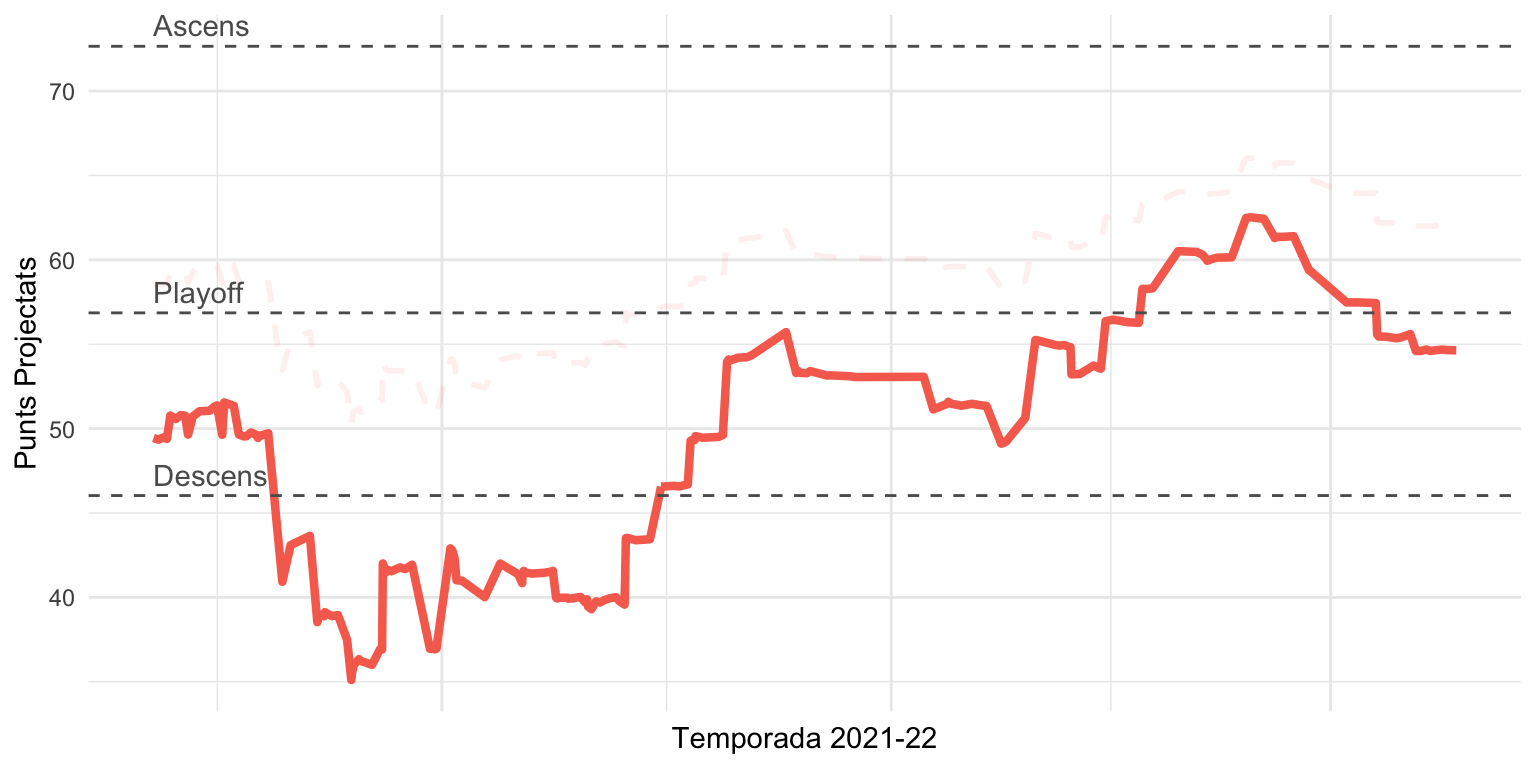 Ascens
70
60
Playoff
50
Descens
40
Punts Projectats
Temporada 2021-22